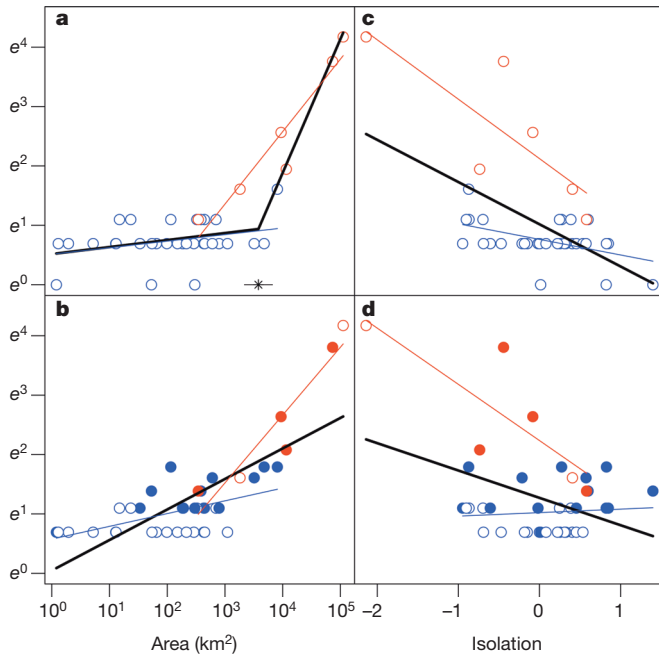 a
c
e⁴
e³
e²
e¹
e⁰
b
d
e⁴
e³
e²
e¹
e⁰
10⁰ 10¹ 10² 10³ 10⁴ 10⁵
−2 −1 0 1
Area (km²)
Isolation